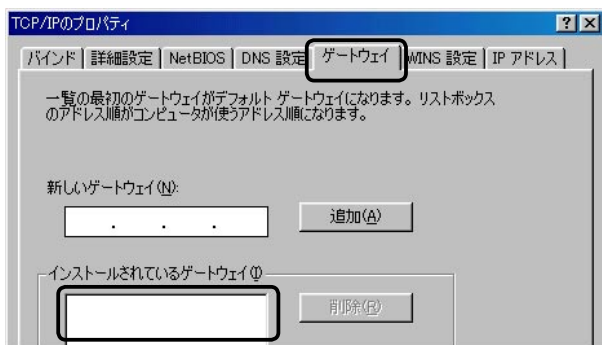 TCP/IPのプロパティ
バインド 詳細設定 NetBIOS DNS 設定 ゲートウェイ WINS 設定 IP アドレス
一覧の最初のゲートウェイがデフォルト ゲートウェイになります。リストボックス
のアドレス順がコンピュータが使うアドレス順になります。
新しいゲートウェイ(N):
. . . 追加(A)
インストールされているゲートウェイ(I)
削除(R)